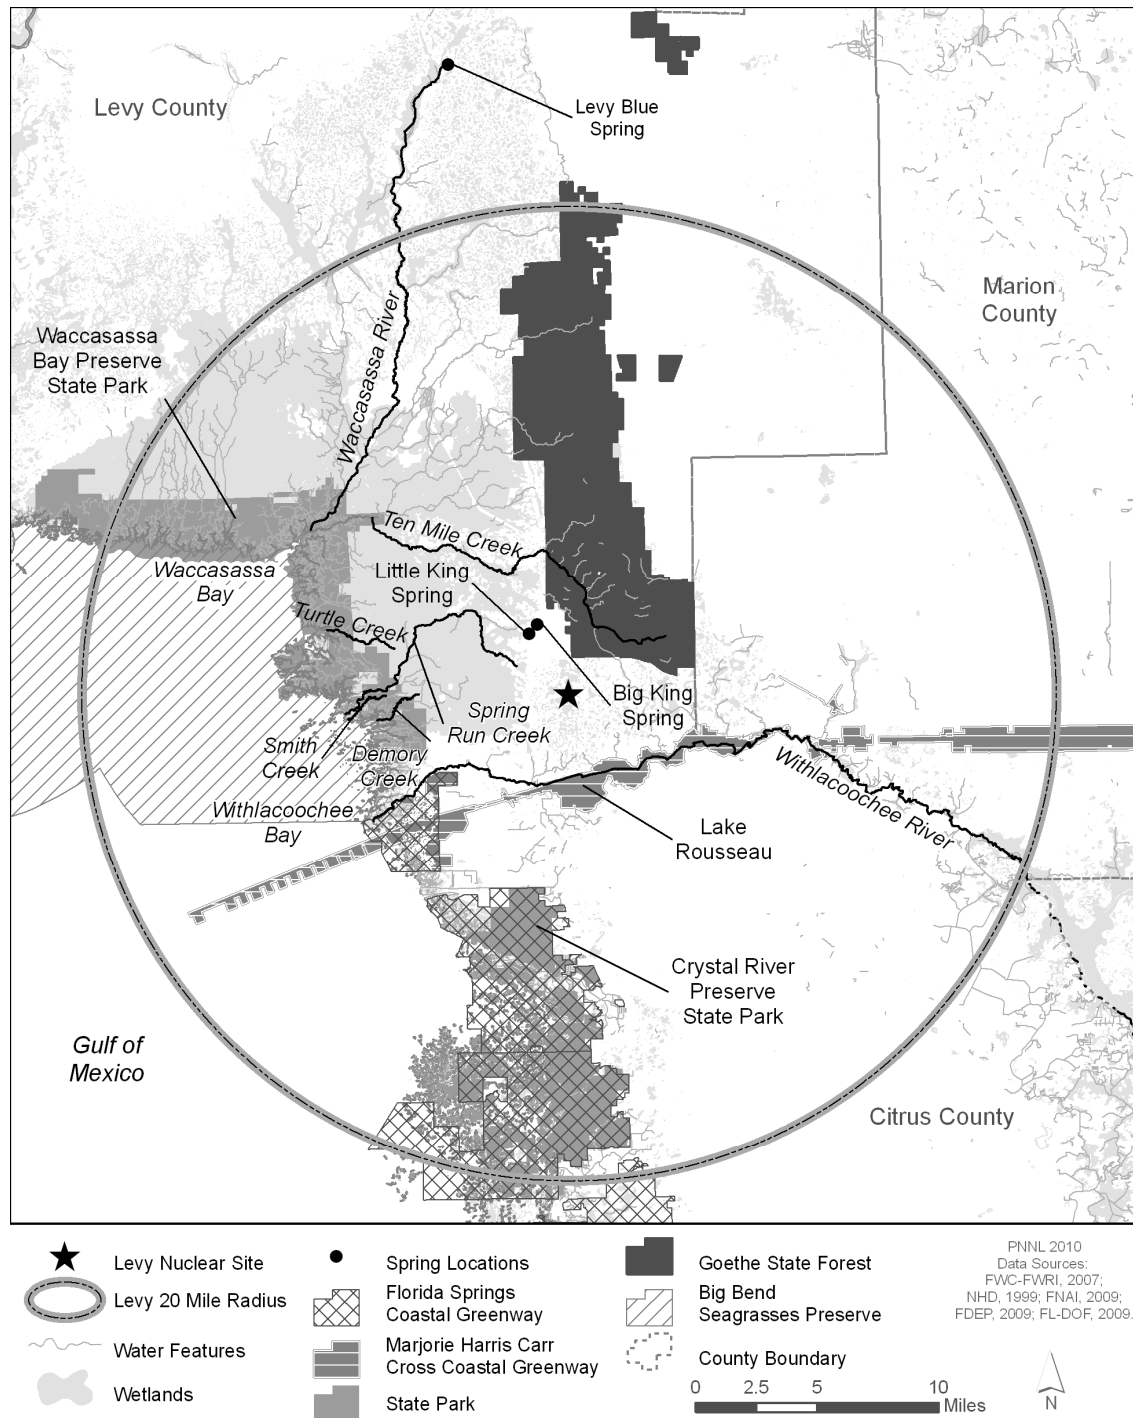 Levy County
Levy Blue
Spring
Marion
County
Waccasassa
Bay Preserve
State Park
Waccasassa River
Ten Mile Creek
Little King
Spring
Waccasassa
Bay
Turtle Creek
Big King
Spring
Spring
Run Creek
Smith
Creek
Demory
Creek
Withlacoochee
Bay
Withlacoochee River
Lake
Rousseau
Crystal River
Preserve
State Park
Gulf of
Mexico
Citrus County
Levy Nuclear Site
Levy 20 Mile Radius
Water Features
Wetlands
Spring Locations
Florida Springs
Coastal Greenway
Marjorie Harris Carr
Cross Coastal Greenway
State Park
Goethe State Forest
Big Bend
Seagrasses Preserve
County Boundary
0 2.5 5 10
Miles
PNNL 2010
Data Sources:
FWC-FWRI, 2007;
NHD, 1999; FNAI, 2009;
FDEP, 2009; FL-DOF, 2009.
N